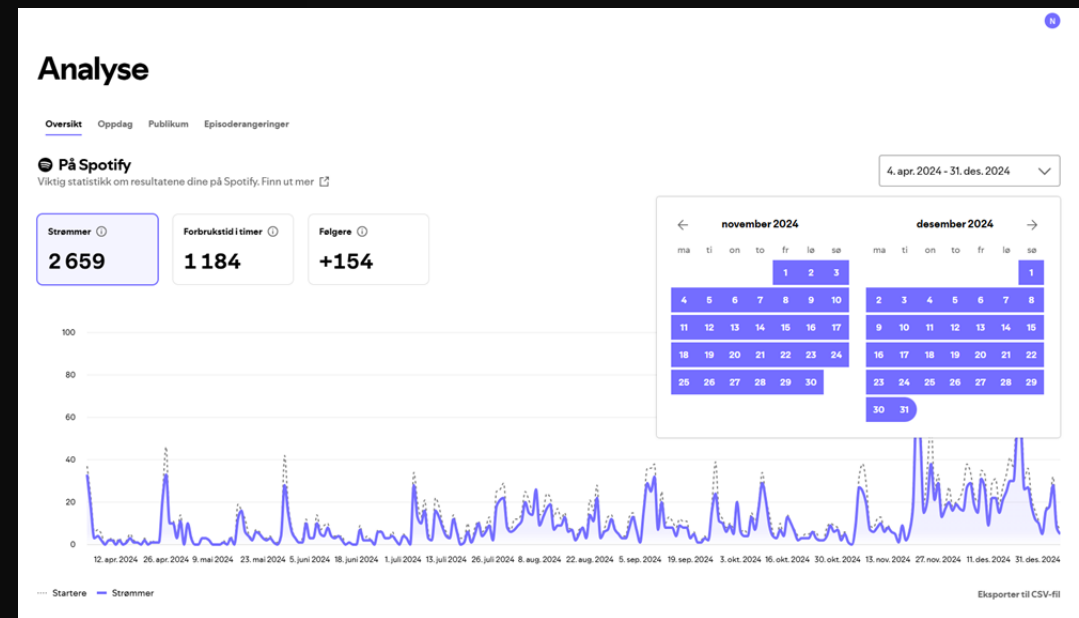 N
Analyse
Oversikt Oppdag Publikum Episoderangeringer
På Spotify
Viktig statistikk om resultatene dine på Spotify. Finn ut mer
4. apr. 2024 - 31. des. 2024
Strømmer
2 659
Forbrukstid i timer
1 184
Følgere
+154
november 2024
ma ti on to fr lø sø
1 2 3
4 5 6 7 8 9 10
11 12 13 14 15 16 17
18 19 20 21 22 23 24
25 26 27 28 29 30
desember 2024
ma ti on to fr lø sø
1
2 3 4 5 6 7 8
9 10 11 12 13 14 15
16 17 18 19 20 21 22
23 24 25 26 27 28 29
30 31
100
80
60
40
20
0
12. apr. 2024 26. apr. 2024 9. mai 2024 23. mai 2024 5. juni 2024 18. juni 2024 1. juli 2024 13. juli 2024 26. juli 2024 8. aug. 2024 22. aug. 2024 5. sep. 2024 19. sep. 2024 3. okt. 2024 16. okt. 2024 30. okt. 2024 13. nov. 2024 27. nov. 2024 11. des. 2024 31. des. 2024
Startere Strømmer
Eksporter til CSV-fil